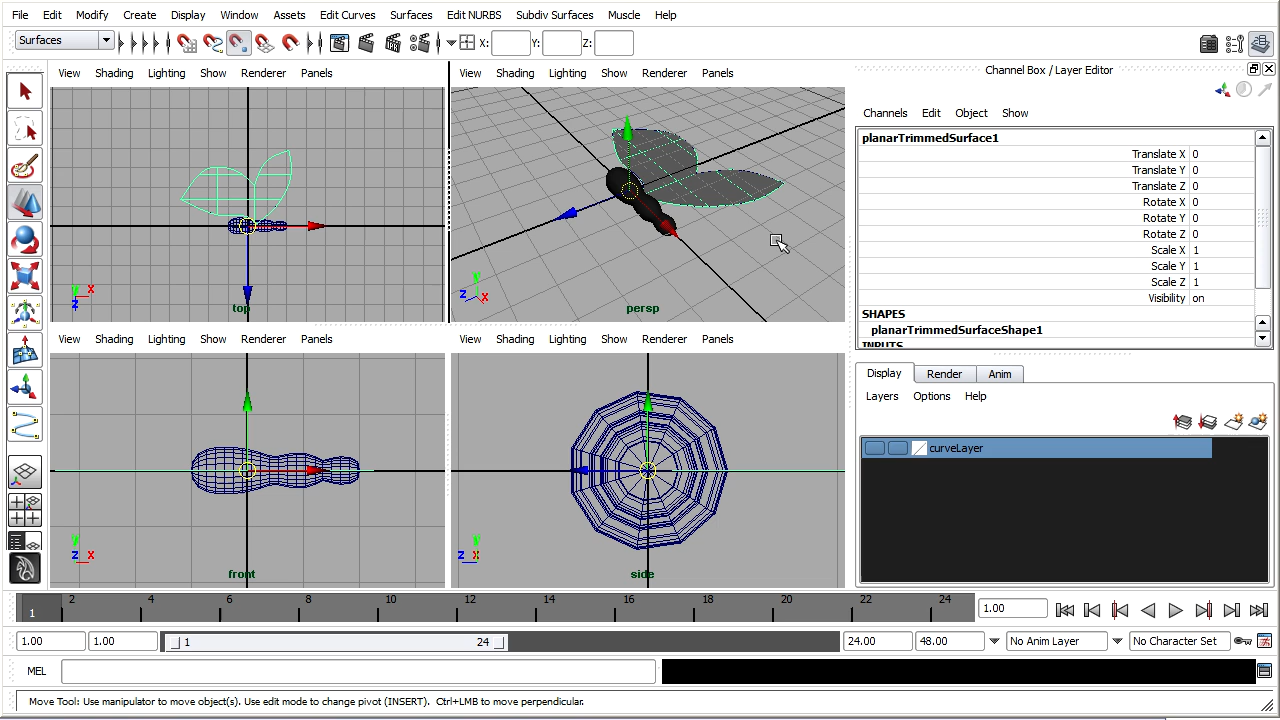 File Edit Modify Create Display Window Assets Edit Curves Surfaces Edit NURBS Subdiv Surfaces Muscle Help
Surfaces X: Y: Z:
View Shading Lighting Show Renderer Panels
View Shading Lighting Show Renderer Panels
Channel Box / Layer Editor
Channels Edit Object Show
planarTrimmedSurface1
Translate X 0
Translate Y 0
Translate Z 0
Rotate X 0
Rotate Y 0
Rotate Z 0
Scale X 1
Scale Y 1
Scale Z 1
Visibility on
SHAPES
planarTrimmedSurfaceShape1
INPUTS
x
z
top
y
z
x
persp
View Shading Lighting Show Renderer Panels
View Shading Lighting Show Renderer Panels
y
z x
front
y
z x
side
Display Render Anim
Layers Options Help
curveLayer
1 2 4 6 8 10 12 14 16 18 20 22 24 1.00
1.00 1.00 1 24 24.00 48.00 No Anim Layer No Character Set
MEL
Move Tool: Use manipulator to move object(s). Use edit mode to change pivot (INSERT). Ctrl+LMB to move perpendicular.